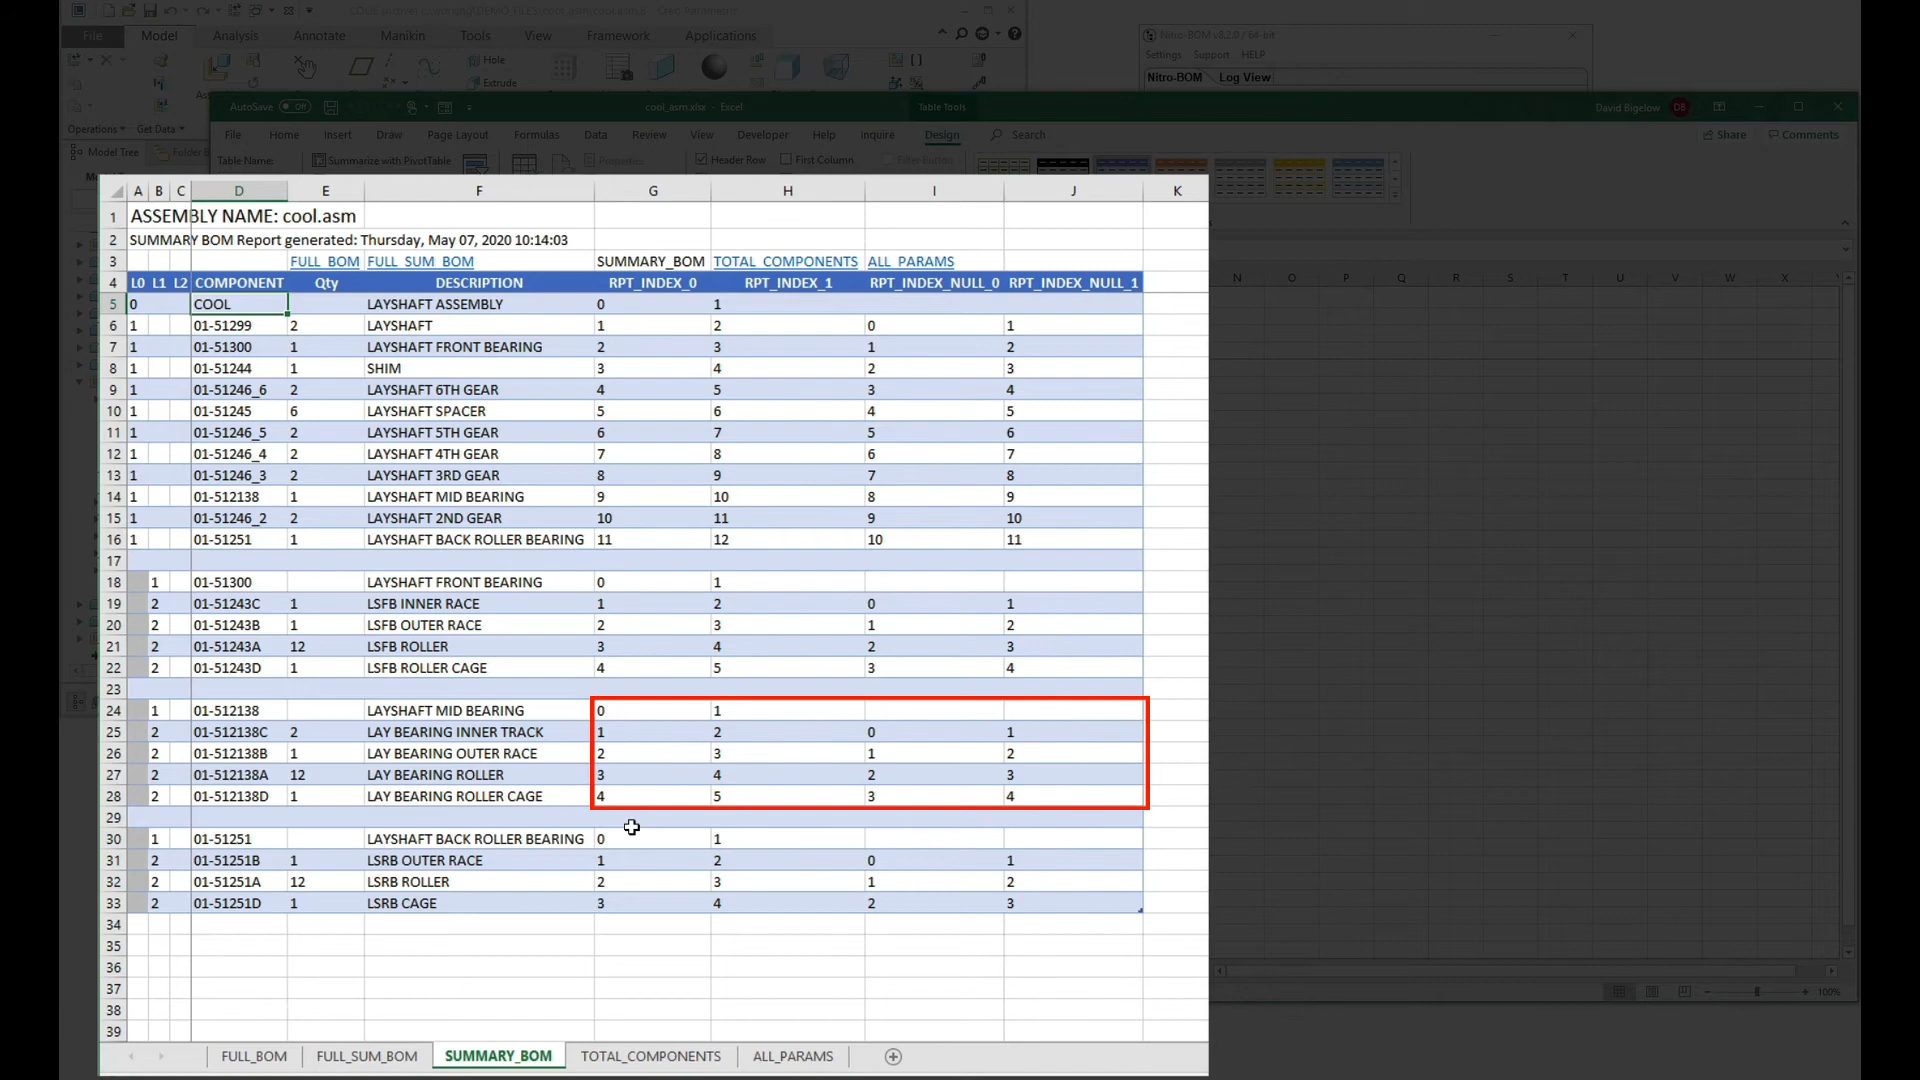 COOL (Active) C:\Working\DEMO_FILES\cool.asm\cool.asm.6 - Creo Parametric
Nitro-BOM v8.2.0 / 64-bit
File Model Analysis Annotate Manikin Tools View Framework Applications
Settings Support HELP
Hole
Nitro-BOM Log View
Extrude
AutoSave Off cool_asm.xlsx - Excel Table Tools David Bigelow DB
Operations Get Data File Home Insert Draw Page Layout Formulas Data Review View Developer Help Inquire Design Search Share Comments
Model Tree Folder B Table Name: Summarize with PivotTable Properties Header Row First Column Filter Button
A B C D E F G H I J K
1 ASSEMBLY NAME: cool.asm
2 SUMMARY BOM Report generated: Thursday, May 07, 2020 10:14:03
3 FULL_BOM FULL_SUM_BOM SUMMARY_BOM TOTAL_COMPONENTS ALL_PARAMS
N O P Q R S T U V W X
4 L0 L1 L2 COMPONENT Qty DESCRIPTION RPT_INDEX_0 RPT_INDEX_1 RPT_INDEX_NULL_0 RPT_INDEX_NULL_1
5 0 COOL LAYSHAFT ASSEMBLY 0 1
6 1 01-51299 2 LAYSHAFT 1 2 0 1
7 1 01-51300 1 LAYSHAFT FRONT BEARING 2 3 1 2
8 1 01-51244 1 SHIM 3 4 2 3
9 1 01-51246_6 2 LAYSHAFT 6TH GEAR 4 5 3 4
10 1 01-51245 6 LAYSHAFT SPACER 5 6 4 5
11 1 01-51246_5 2 LAYSHAFT 5TH GEAR 6 7 5 6
12 1 01-51246_4 2 LAYSHAFT 4TH GEAR 7 8 6 7
13 1 01-51246_3 2 LAYSHAFT 3RD GEAR 8 9 7 8
14 1 01-512138 1 LAYSHAFT MID BEARING 9 10 8 9
15 1 01-51246_2 2 LAYSHAFT 2ND GEAR 10 11 9 10
16 1 01-51251 1 LAYSHAFT BACK ROLLER BEARING 11 12 10 11
17
18 1 01-51300 LAYSHAFT FRONT BEARING 0 1
19 2 01-51243C 1 LSFB INNER RACE 1 2 0 1
20 2 01-51243B 1 LSFB OUTER RACE 2 3 1 2
21 2 01-51243A 12 LSFB ROLLER 3 4 2 3
22 2 01-51243D 1 LSFB ROLLER CAGE 4 5 3 4
23
24 1 01-512138 LAYSHAFT MID BEARING 0 1
25 2 01-512138C 2 LAY BEARING INNER TRACK 1 2 0 1
26 2 01-512138B 1 LAY BEARING OUTER RACE 2 3 1 2
27 2 01-512138A 12 LAY BEARING ROLLER 3 4 2 3
28 2 01-512138D 1 LAY BEARING ROLLER CAGE 4 5 3 4
29
30 1 01-51251 LAYSHAFT BACK ROLLER BEARING 0 1
31 2 01-51251B 1 LSRB OUTER RACE 1 2 0 1
32 2 01-51251A 12 LSRB ROLLER 2 3 1 2
33 2 01-51251D 1 LSRB CAGE 3 4 2 3
34
35
36
37
38
39
100%
FULL_BOM FULL_SUM_BOM SUMMARY_BOM TOTAL_COMPONENTS ALL_PARAMS